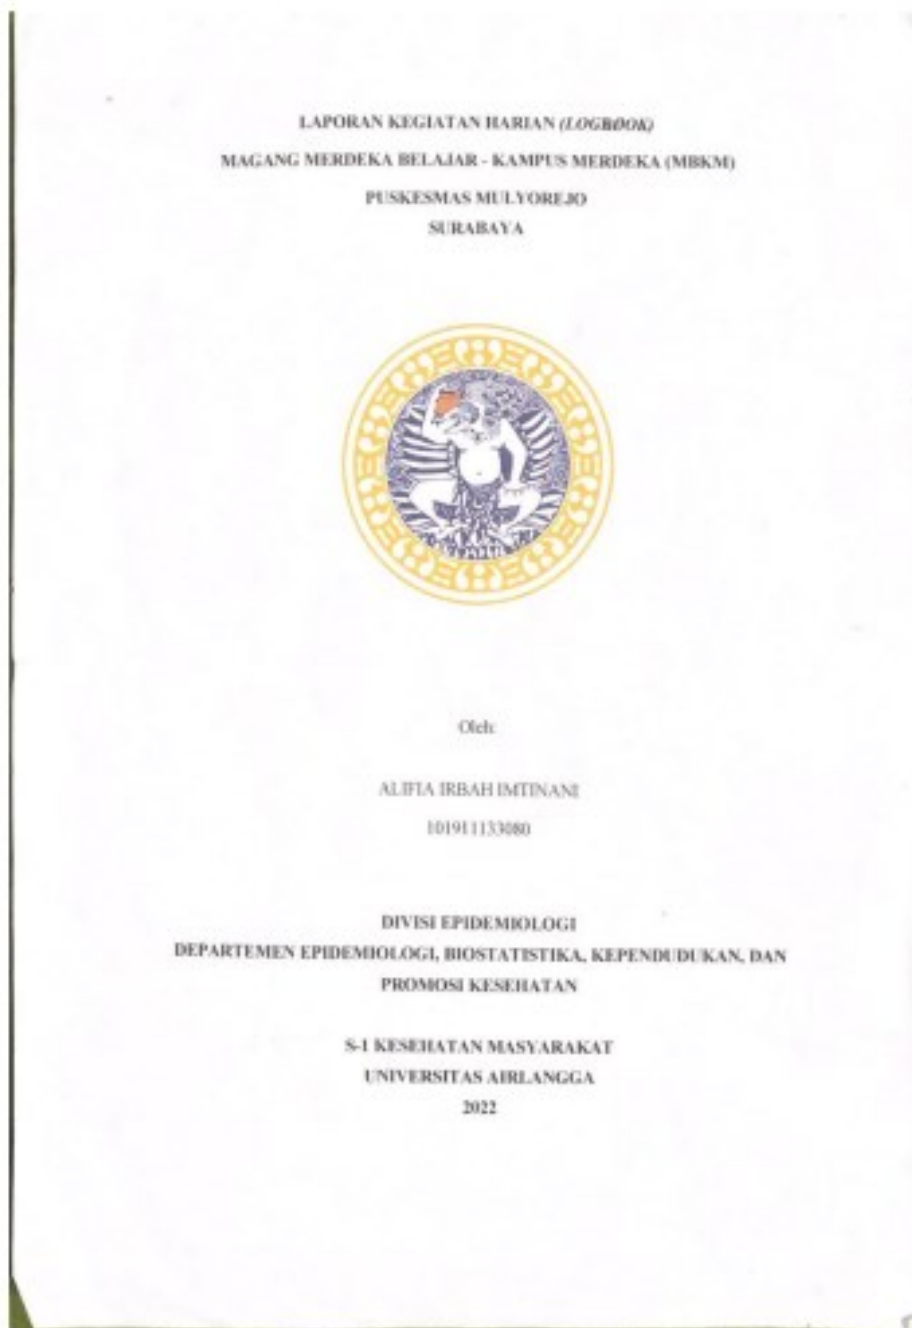 LAPORAN KEGIATAN HARIAN (LOGBOOK)
MAGANG MERDEKA BELAJAR - KAMPUS MERDEKA (MBKM)
PUSKESMAS MULYOREJO
SURABAYA
Oleh:
ALIFIA IRBAH IMTINANI
101911133080
DIVISI EPIDEMIOLOGI
DEPARTEMEN EPIDEMIOLOGI, BIOSTATISTIKA, KEPENDUDUKAN, DAN
PROMOSI KESEHATAN
S-1 KESEHATAN MASYARAKAT
UNIVERSITAS AIRLANGGA
2022